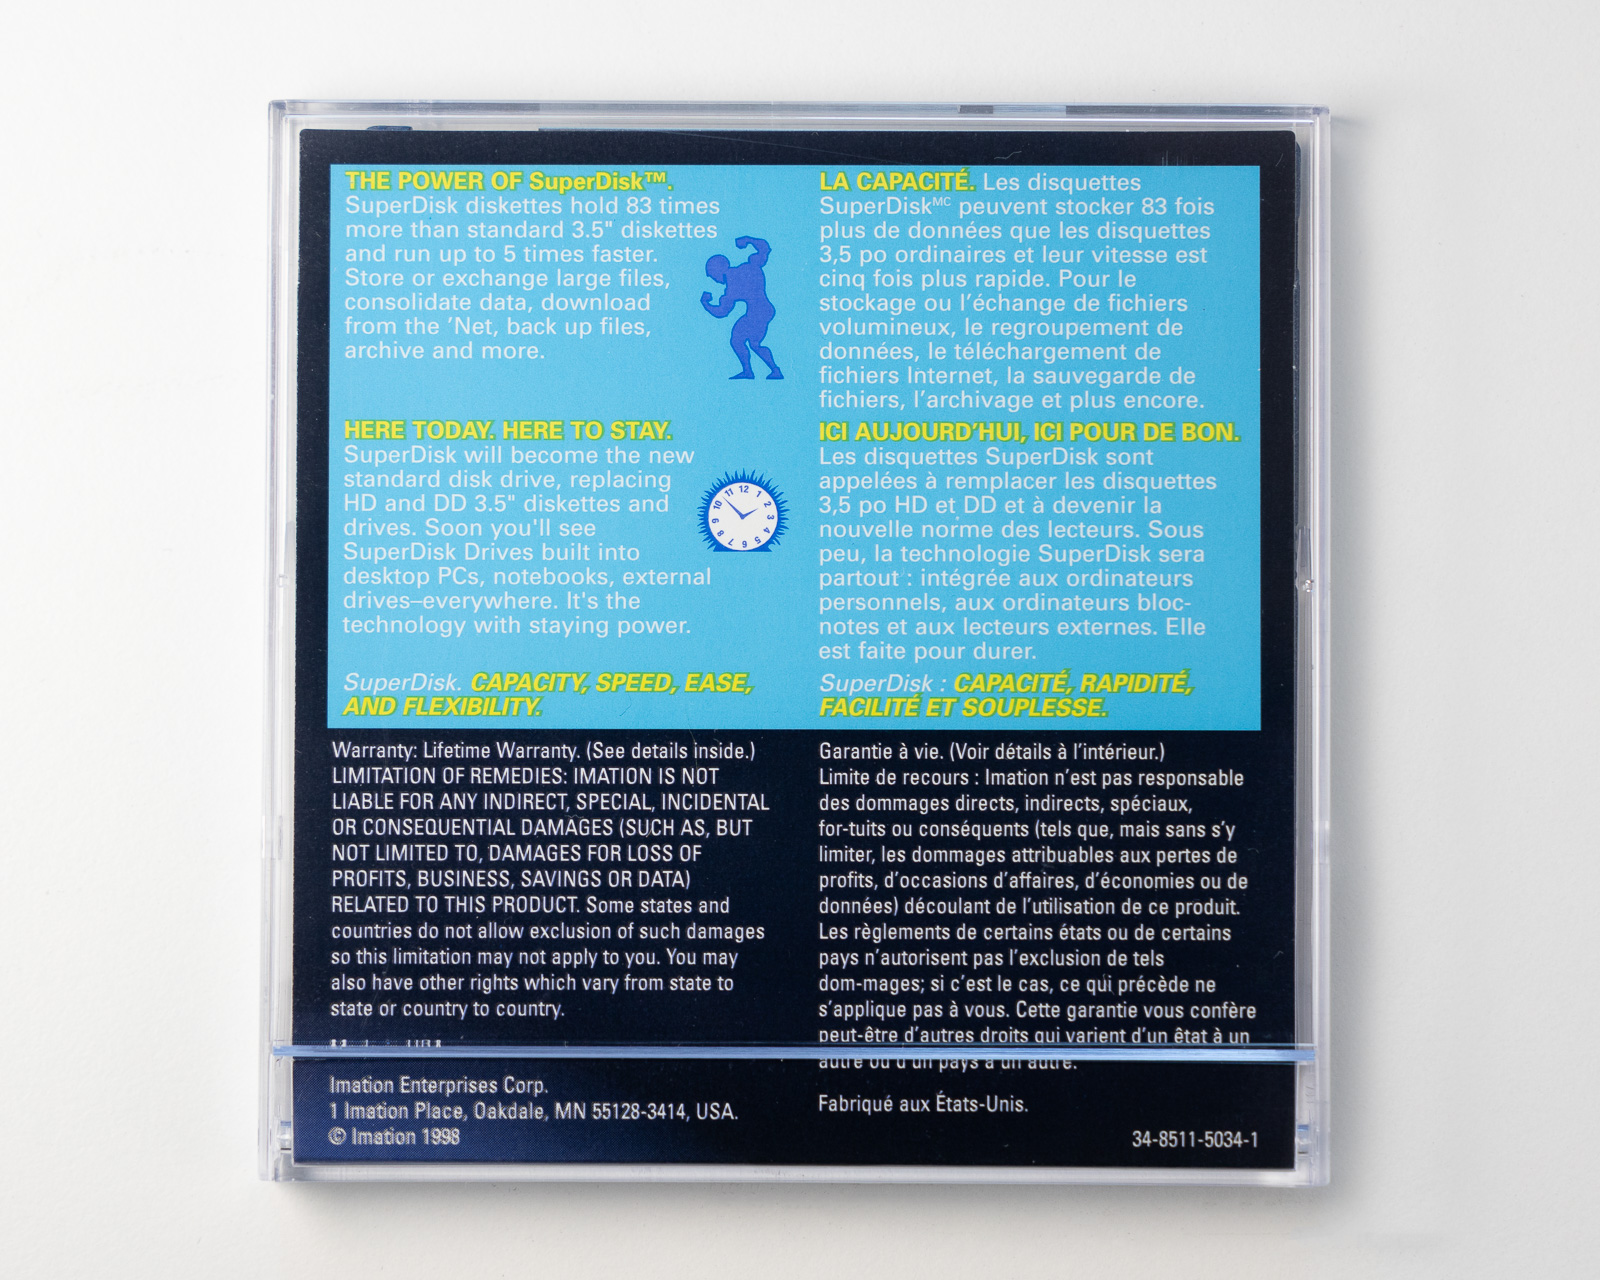 THE POWER OF SuperDisk™.
SuperDisk diskettes hold 83 times
more than standard 3.5" diskettes
and run up to 5 times faster.
Store or exchange large files,
consolidate data, download
from the ’Net, back up files,
archive and more.
HERE TODAY. HERE TO STAY.
SuperDisk will become the new
standard disk drive, replacing
HD and DD 3.5" diskettes and
drives. Soon you'll see
SuperDisk Drives built into
desktop PCs, notebooks, external
drives–everywhere. It's the
technology with staying power.
SuperDisk. CAPACITY, SPEED, EASE,
AND FLEXIBILITY.
12
1
2
3
4
5
6
7
8
9
10
11
LA CAPACITÉ. Les disquettes
SuperDiskMC peuvent stocker 83 fois
plus de données que les disquettes
3,5 po ordinaires et leur vitesse est
cinq fois plus rapide. Pour le
stockage ou l’échange de fichiers
volumineux, le regroupement de
données, le téléchargement de
fichiers Internet, la sauvegarde de
fichiers, l’archivage et plus encore.
ICI AUJOURD’HUI, ICI POUR DE BON.
Les disquettes SuperDisk sont
appelées à remplacer les disquettes
3,5 po HD et DD et à devenir la
nouvelle norme des lecteurs. Sous
peu, la technologie SuperDisk sera
partout : intégrée aux ordinateurs
personnels, aux ordinateurs bloc-
notes et aux lecteurs externes. Elle
est faite pour durer.
SuperDisk : CAPACITÉ, RAPIDITÉ,
FACILITÉ ET SOUPLESSE.
Warranty: Lifetime Warranty. (See details inside.)
LIMITATION OF REMEDIES: IMATION IS NOT
LIABLE FOR ANY INDIRECT, SPECIAL, INCIDENTAL
OR CONSEQUENTIAL DAMAGES (SUCH AS, BUT
NOT LIMITED TO, DAMAGES FOR LOSS OF
PROFITS, BUSINESS, SAVINGS OR DATA)
RELATED TO THIS PRODUCT. Some states and
countries do not allow exclusion of such damages
so this limitation may not apply to you. You may
also have other rights which vary from state to
state or country to country.
Imation Enterprises Corp.
1 Imation Place, Oakdale, MN 55128-3414, USA.
© Imation 1998
Garantie à vie. (Voir détails à l’intérieur.)
Limite de recours : Imation n’est pas responsable
des dommages directs, indirects, spéciaux,
for-tuits ou conséquents (tels que, mais sans s’y
limiter, les dommages attribuables aux pertes de
profits, d’occasions d’affaires, d’économies ou de
données) découlant de l’utilisation de ce produit.
Les règlements de certains états ou de certains
pays n’autorisent pas l’exclusion de tels
dom-mages; si c’est le cas, ce qui précède ne
s’applique pas à vous. Cette garantie vous confère
peut-être d’autres droits qui varient d’un êtat à un
autre ou d’un pays à un autre.
Fabriqué aux États-Unis.
34-8511-5034-1